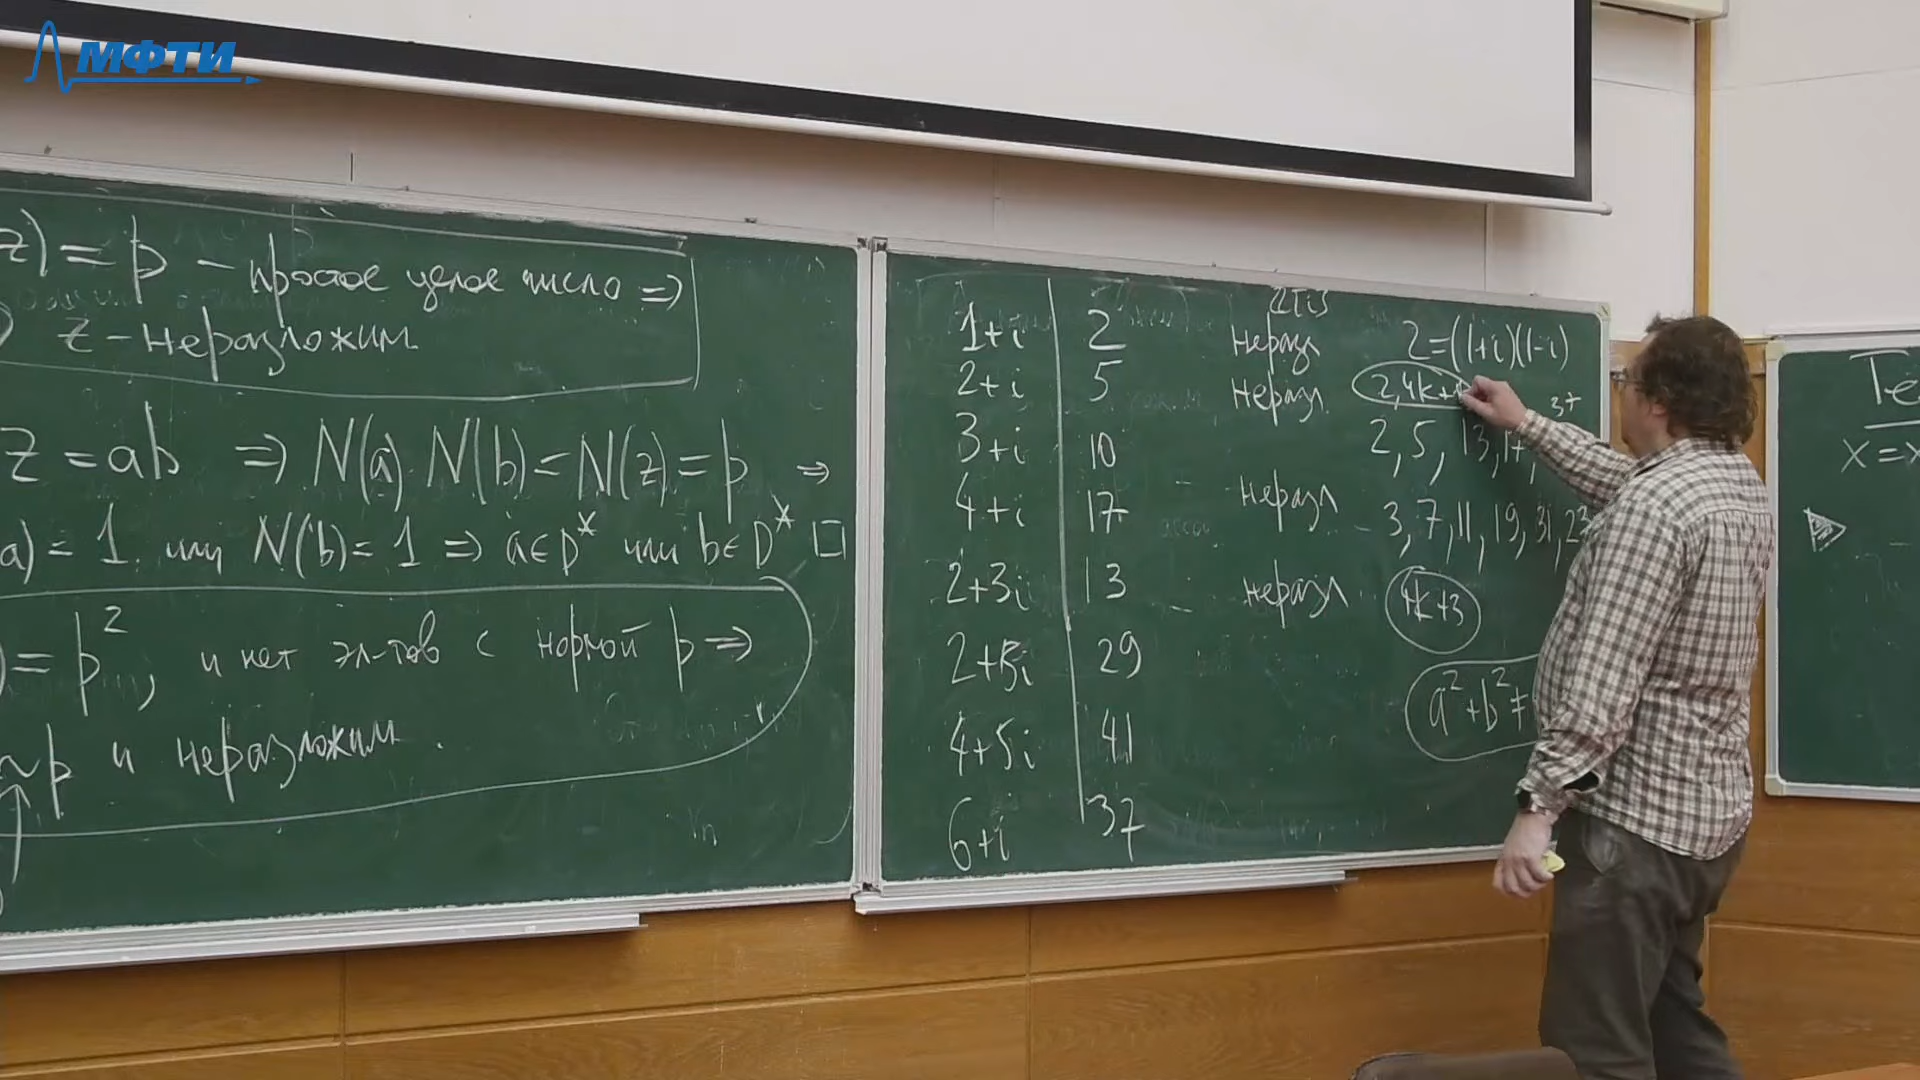 МФТИ
z) = p - простое целое число ⇒
z - неразложим
z = ab ⇒ N(a) N(b) = N(z) = p ⇒
a) = 1 или N(b) = 1 ⇒ a ∈ D* или b ∈ D* □
) = p², и нет эл-тов с нормой p ⇒
~p и неразложим.
ℤ[i]
1+i 2 неразл 2=(1+i)(1-i)
2+i 5 неразл 2, 4k+
3+i 10 2, 5, 13, 17, 37
4+i 17 - неразл - 3, 7, 11, 19, 31, 23
2+3i 13 - неразл 4k+3
2+5i 29 a²+b²≠
4+5i 41
6+i 37
Те
x = x